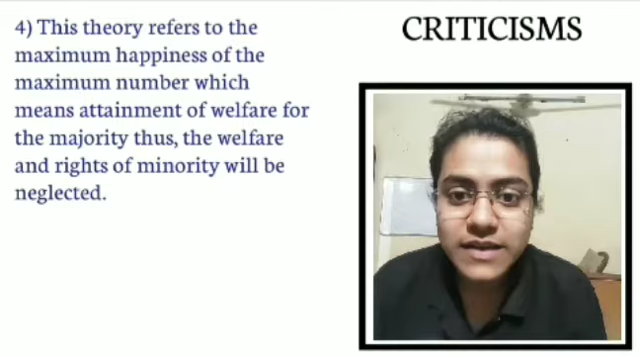 4) This theory refers to the
maximum happiness of the
maximum number which
means attainment of welfare for
the majority thus, the welfare
and rights of minority will be
neglected.
CRITICISMS